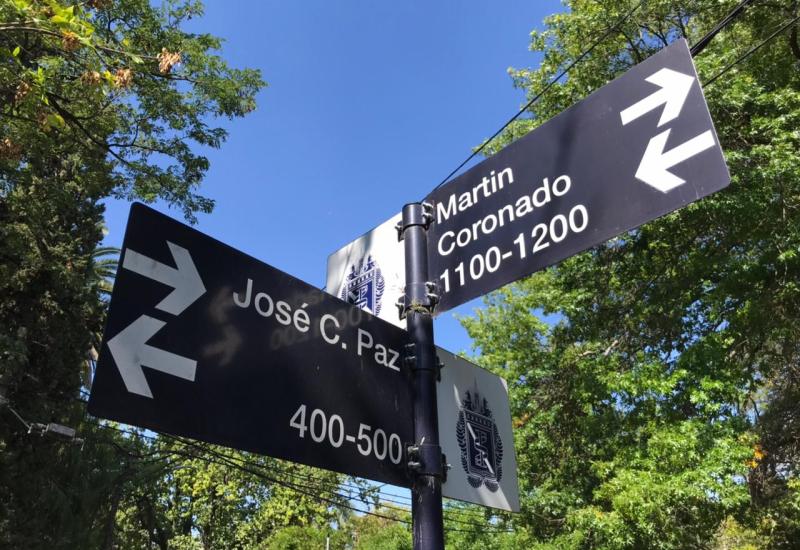 Martin
Coronado
1100-1200
José C. Paz
400-500